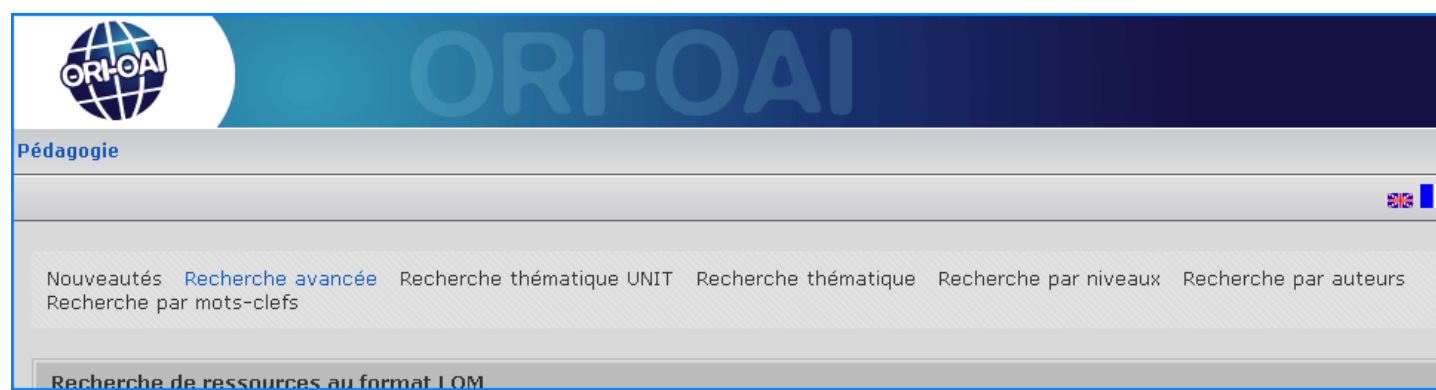 ORI-OAI
ORI-OAI
Pédagogie
Nouveautés Recherche avancée Recherche thématique UNIT Recherche thématique Recherche par niveaux Recherche par auteurs
Recherche par mots-clefs
Recherche de ressources au format LOM